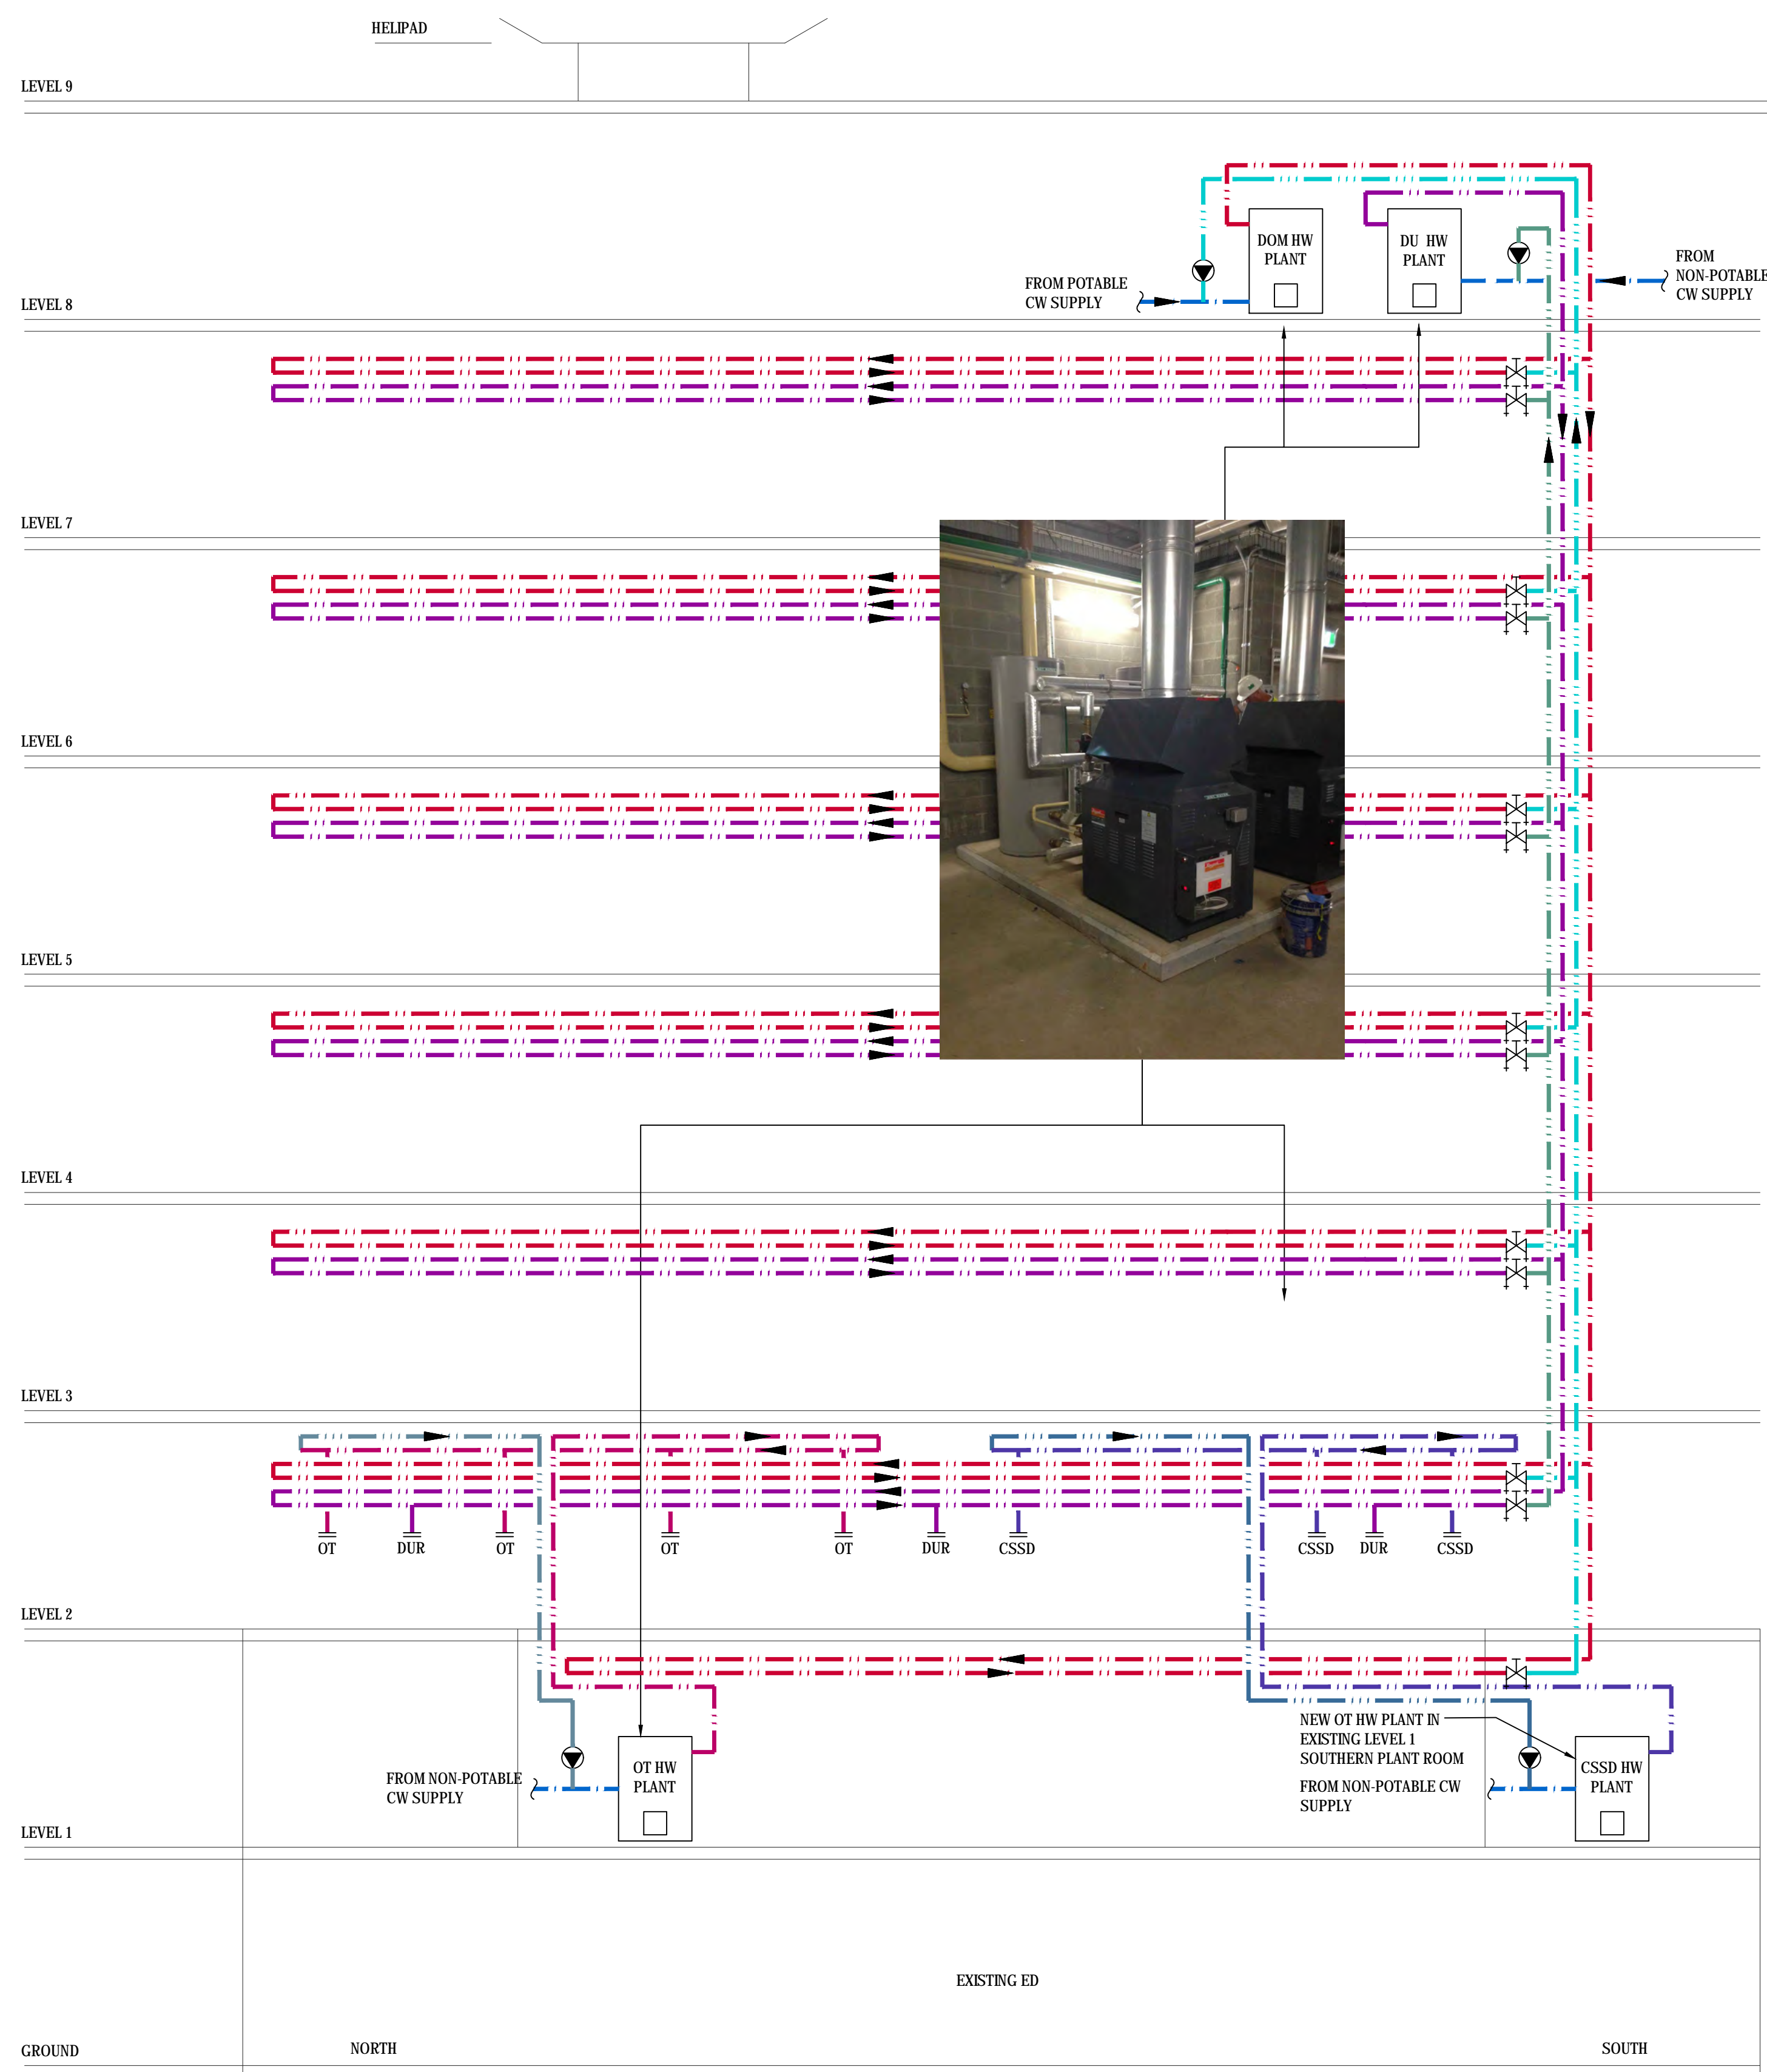 HELIPAD
LEVEL 9
DOM HW
PLANT
DU HW
PLANT
FROM POTABLE
CW SUPPLY
FROM
NON-POTABLE
CW SUPPLY
LEVEL 8
LEVEL 7
LEVEL 6
LEVEL 5
LEVEL 4
LEVEL 3
OT
DUR
OT
OT
OT
DUR
CSSD
CSSD
DUR
CSSD
LEVEL 2
FROM NON-POTABLE
CW SUPPLY
OT HW
PLANT
NEW OT HW PLANT IN
EXISTING LEVEL 1
SOUTHERN PLANT ROOM
FROM NON-POTABLE CW
SUPPLY
CSSD HW
PLANT
LEVEL 1
EXISTING ED
GROUND
NORTH
SOUTH